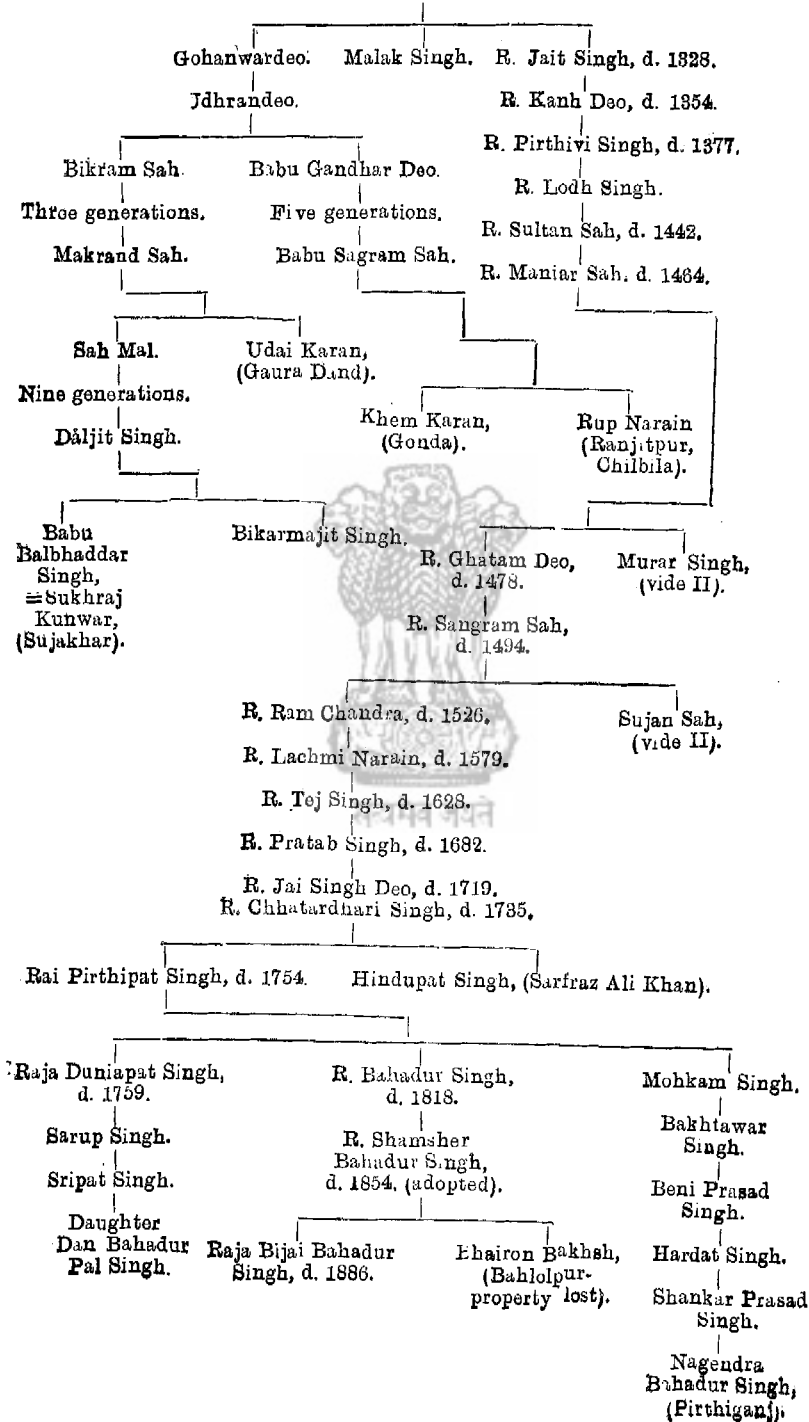 Gohanwardeo. Malak Singh. R. Jait Singh, d. 1328.
Jdhrandeo. R. Kanh Deo, d. 1354.
R. Pirthivi Singh, d. 1377.
Bikram Sah. Babu Gandhar Deo.
R. Lodh Singh.
Three generations. Five generations.
R. Sultan Sah, d. 1442.
Makrand Sah. Babu Sagram Sah.
R. Maniar Sah. d. 1464.
Sah Mal. Udai Karan,
(Gaura Dand).
Nine generations.
Khem Karan, Rup Narain
(Gonda). (Ranjitpur,
Chilbila).
Daljit Singh.
Babu Bikarmajit Singh.
Balbhaddar
Singh,
=Sukhraj
Kunwar,
(Sujakhar).
R. Ghatam Deo, Murar Singh,
d. 1478. (vide II).
R. Sangram Sah,
d. 1494.
R. Ram Chandra, d. 1526. Sujan Sah,
(vide II).
R. Lachmi Narain, d. 1579.
R. Tej Singh, d. 1628.
सत्यमेव जयते
R. Pratab Singh, d. 1682.
R. Jai Singh Deo, d. 1719.
R. Chhatardhari Singh, d. 1735.
Rai Pirthipat Singh, d. 1754. Hindupat Singh, (Sarfraz Ali Khan).
Raja Duniapat Singh, R. Bahadur Singh, Mohkam Singh.
d. 1759. d. 1818.
Sarup Singh. R. Shamsher Bakhtawar
Bahadur Singh, Singh.
d. 1854. (adopted).
Sripat Singh. Beni Prasad
Singh.
Daughter
Dan Bahadur
Pal Singh.
Raja Bijai Bahadur Bhairon Bakhsh, Hardat Singh.
Singh, d. 1886. (Bahlolpur-
property lost).
Shankar Prasad
Singh.
Nagendra
Bahadur Singh,
(Pirthiganj).